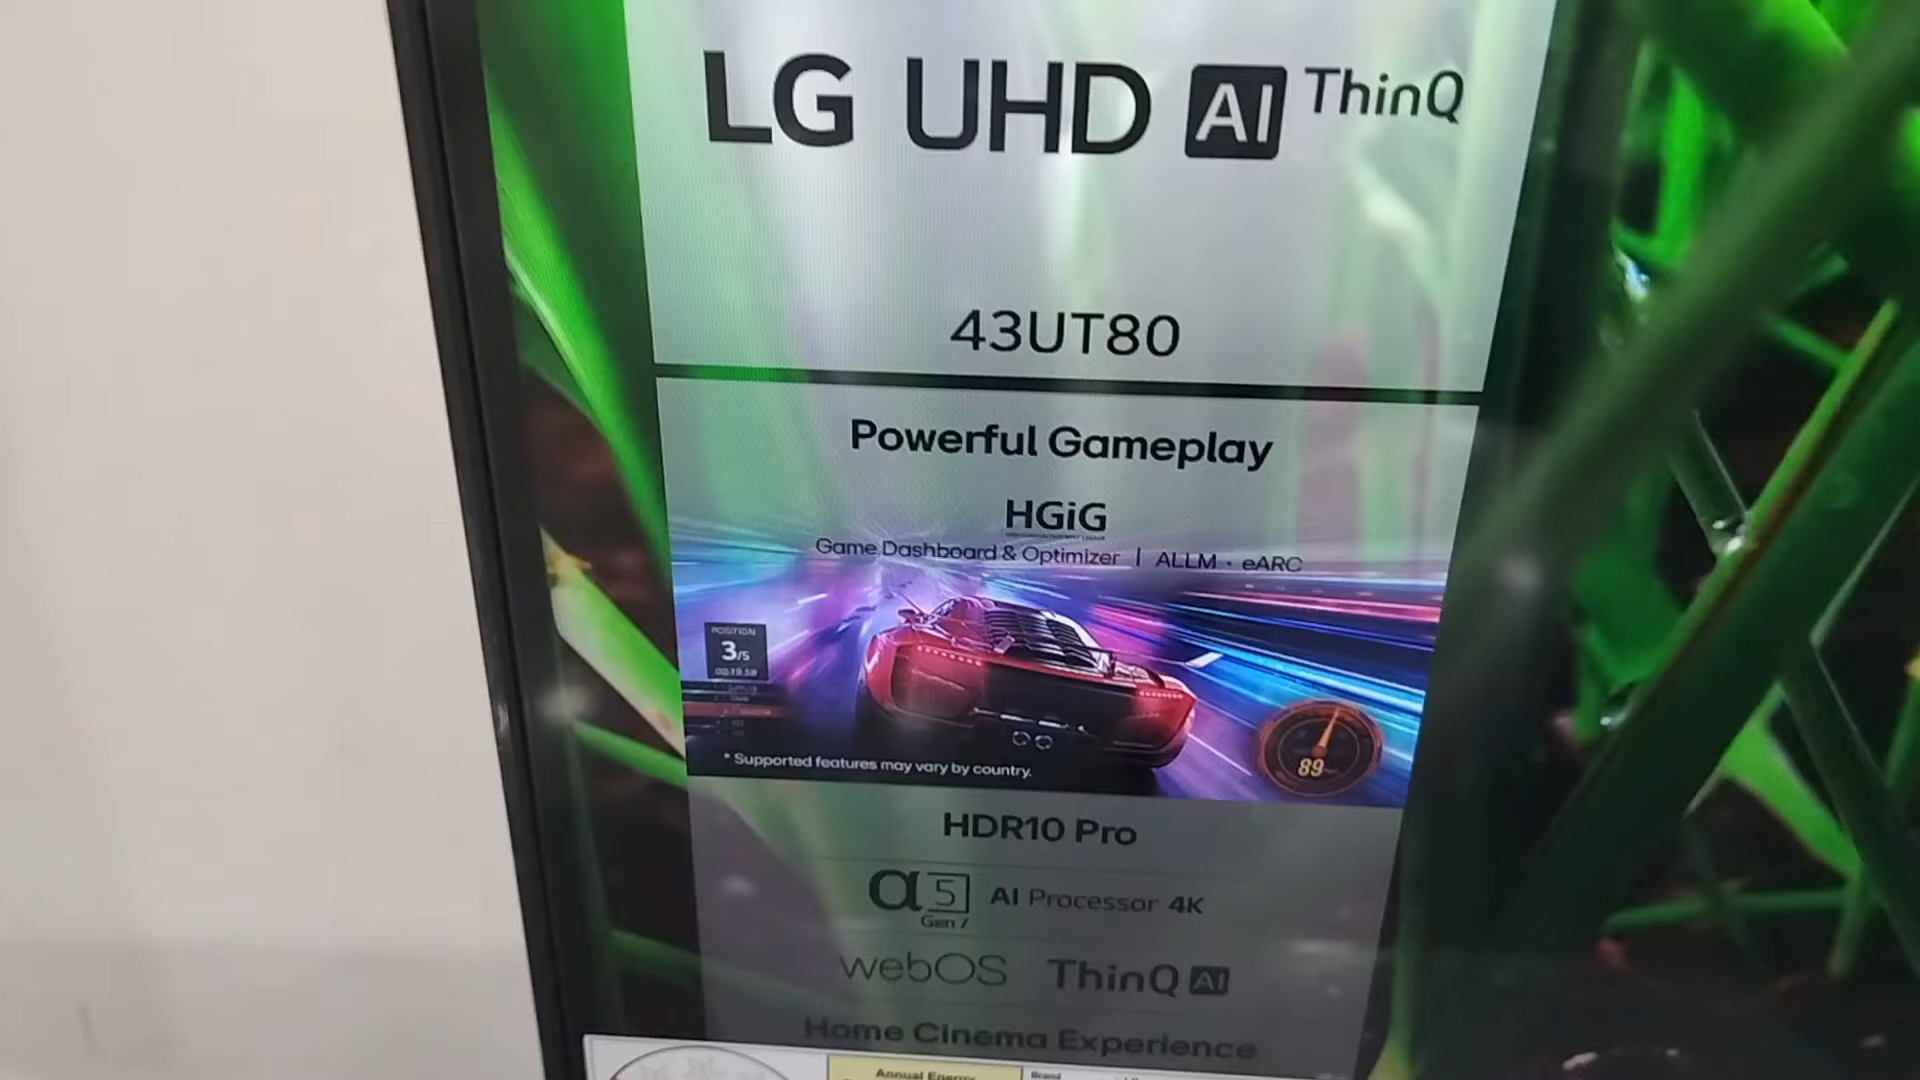 LG UHD AI ThinQ
43UT80
Powerful Gameplay
HGiG
Game Dashboard & Optimizer | ALLM · eARC
POSITION
3/5
89
* Supported features may vary by country.
HDR10 Pro
α5 AI Processor 4K
Gen 7
webOS ThinQ AI
Home Cinema Experience
Annual Energy
Brand